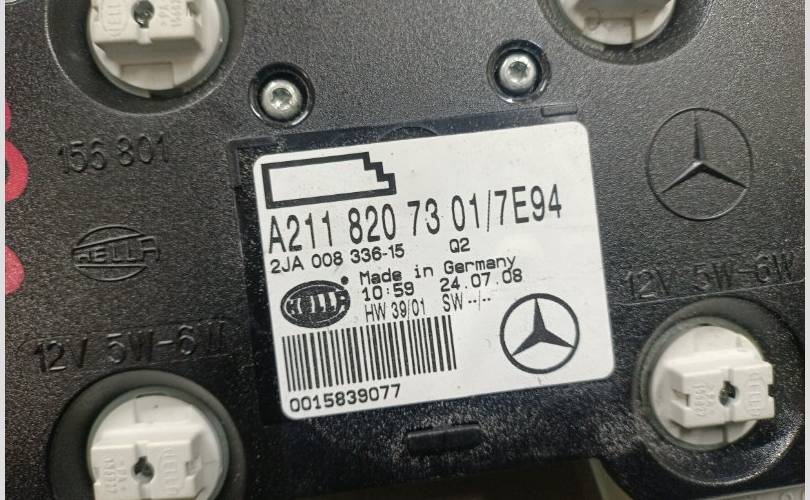 156 801
HELLA
12V 5W-6W
A211 820 73 01/7E94
2JA 008 336-15 Q2
Made in Germany
10:59 24.07.08
HELLA
HW 39/01 SW --/--
0015839077
12V 5W-6W